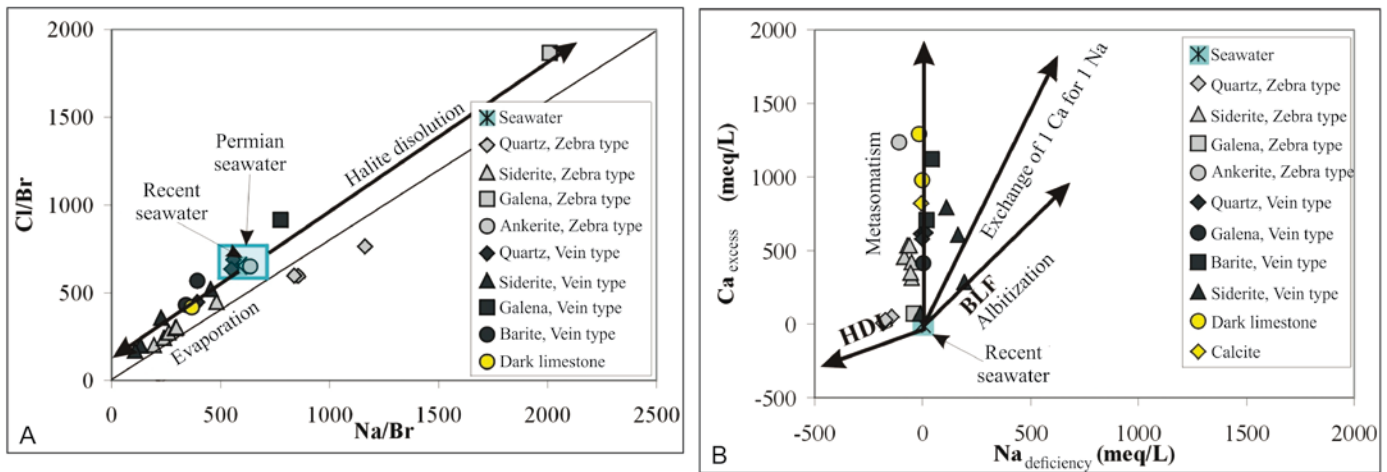 A
Cl/Br
2000
1500
1000
500
0
0
500
1000
1500
2000
2500
Na/Br
Permian
seawater
Recent
seawater
Halite disolution
Evaporation
Seawater
Quartz, Zebra type
Siderite, Zebra type
Galena, Zebra type
Ankerite, Zebra type
Quartz, Vein type
Siderite, Vein type
Galena, Vein type
Barite, Vein type
Dark limestone
B
Ca excess (meq/L)
2000
1500
1000
500
0
-500
-500
0
500
1000
1500
2000
Na deficiency (meq/L)
Metasomatism
Exchange of 1 Ca for 1 Na
BLF
Albitization
HDL
Recent
seawater
Seawater
Quartz, Zebra type
Siderite, Zebra type
Galena, Zebra type
Ankerite, Zebra type
Quartz, Vein type
Galena, Vein type
Barite, Vein type
Siderite, Vein type
Dark limestone
Calcite